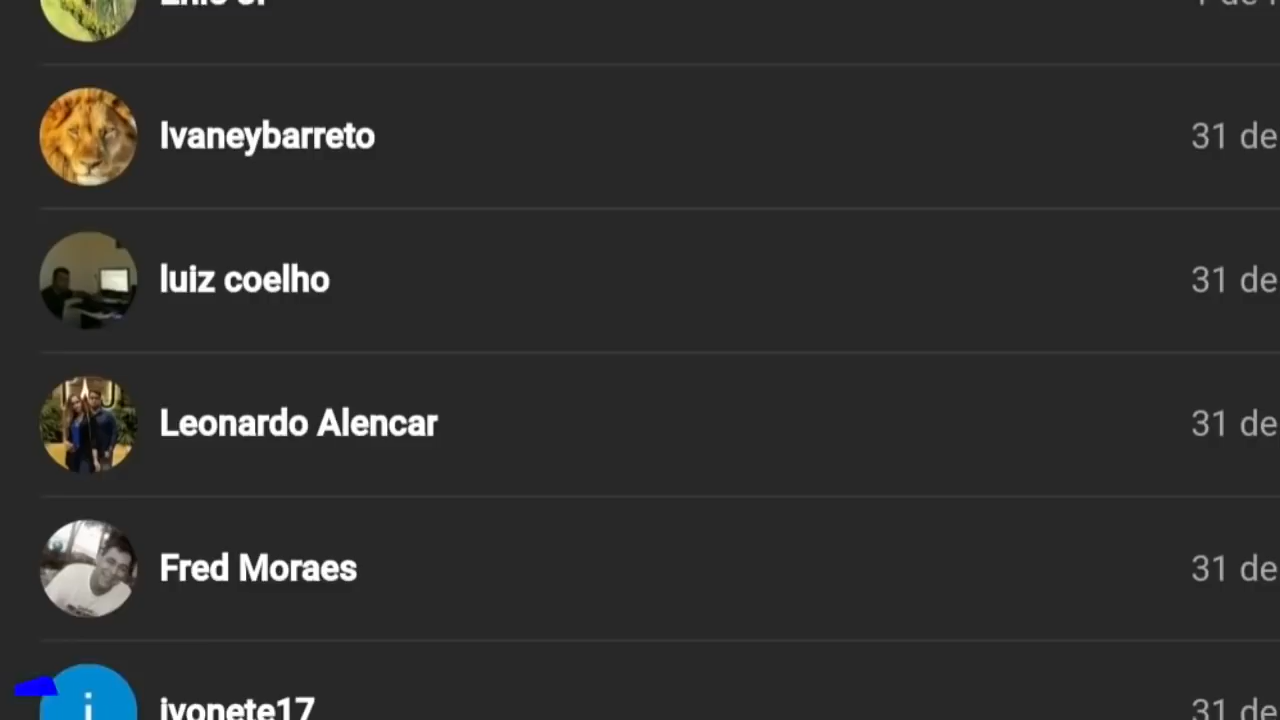 Ivaneybarreto
31 de
luiz coelho
31 de
Leonardo Alencar
31 de
Fred Moraes
31 de
i
ivonete17
31 de